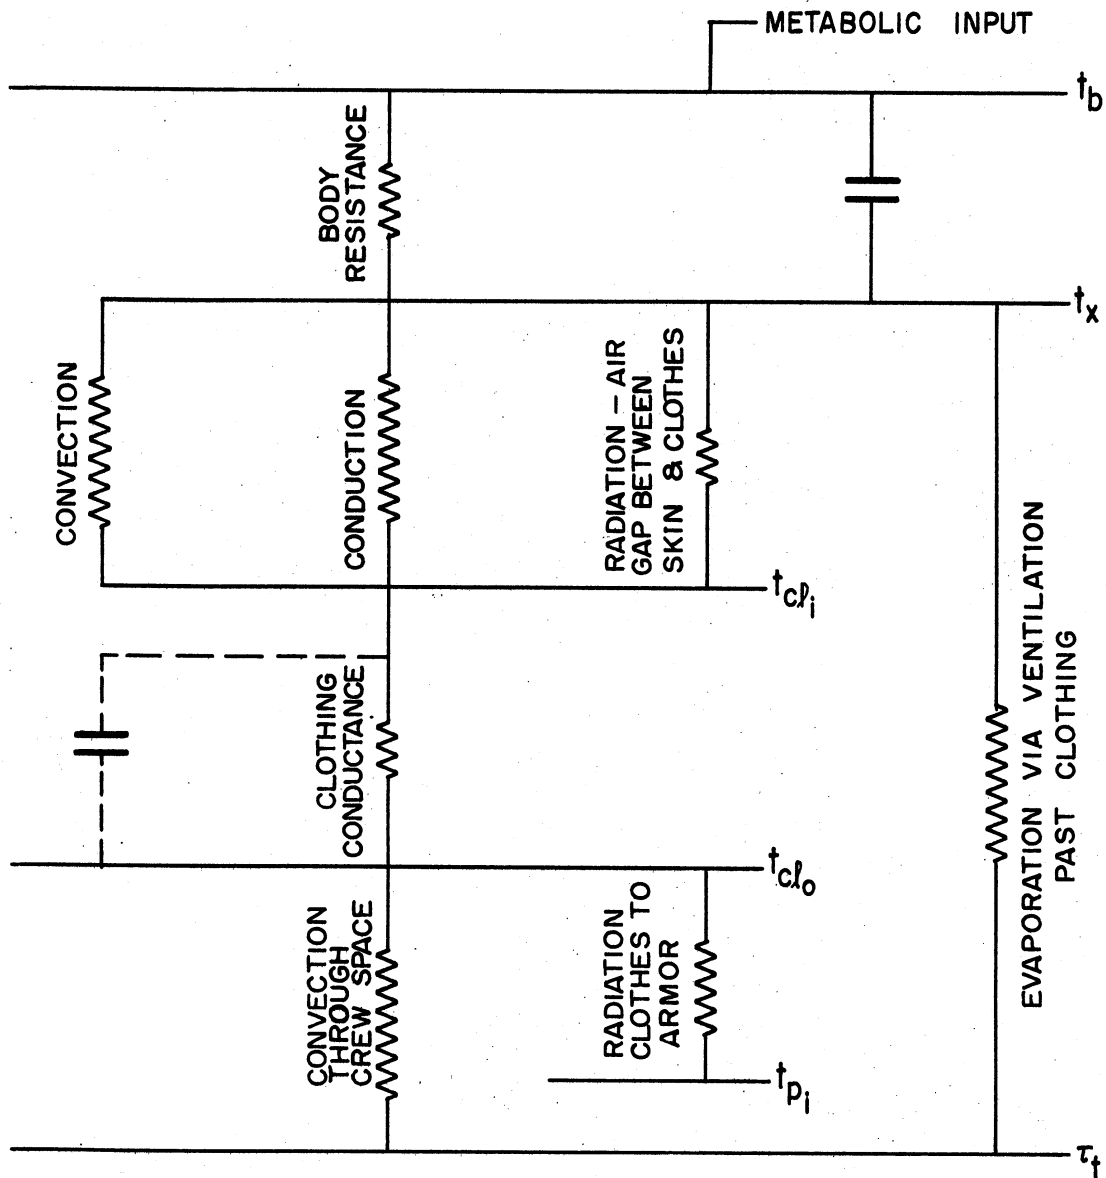 METABOLIC INPUT
t_b
BODY
RESISTANCE
t_x
CONVECTION
CONDUCTION
RADIATION – AIR
GAP BETWEEN
SKIN & CLOTHES
t_cl_i
EVAPORATION VIA VENTILATION
PAST CLOTHING
CLOTHING
CONDUCTANCE
t_cl_o
CONVECTION
THROUGH
CREW SPACE
RADIATION
CLOTHES TO
ARMOR
t_p_i
τ_t